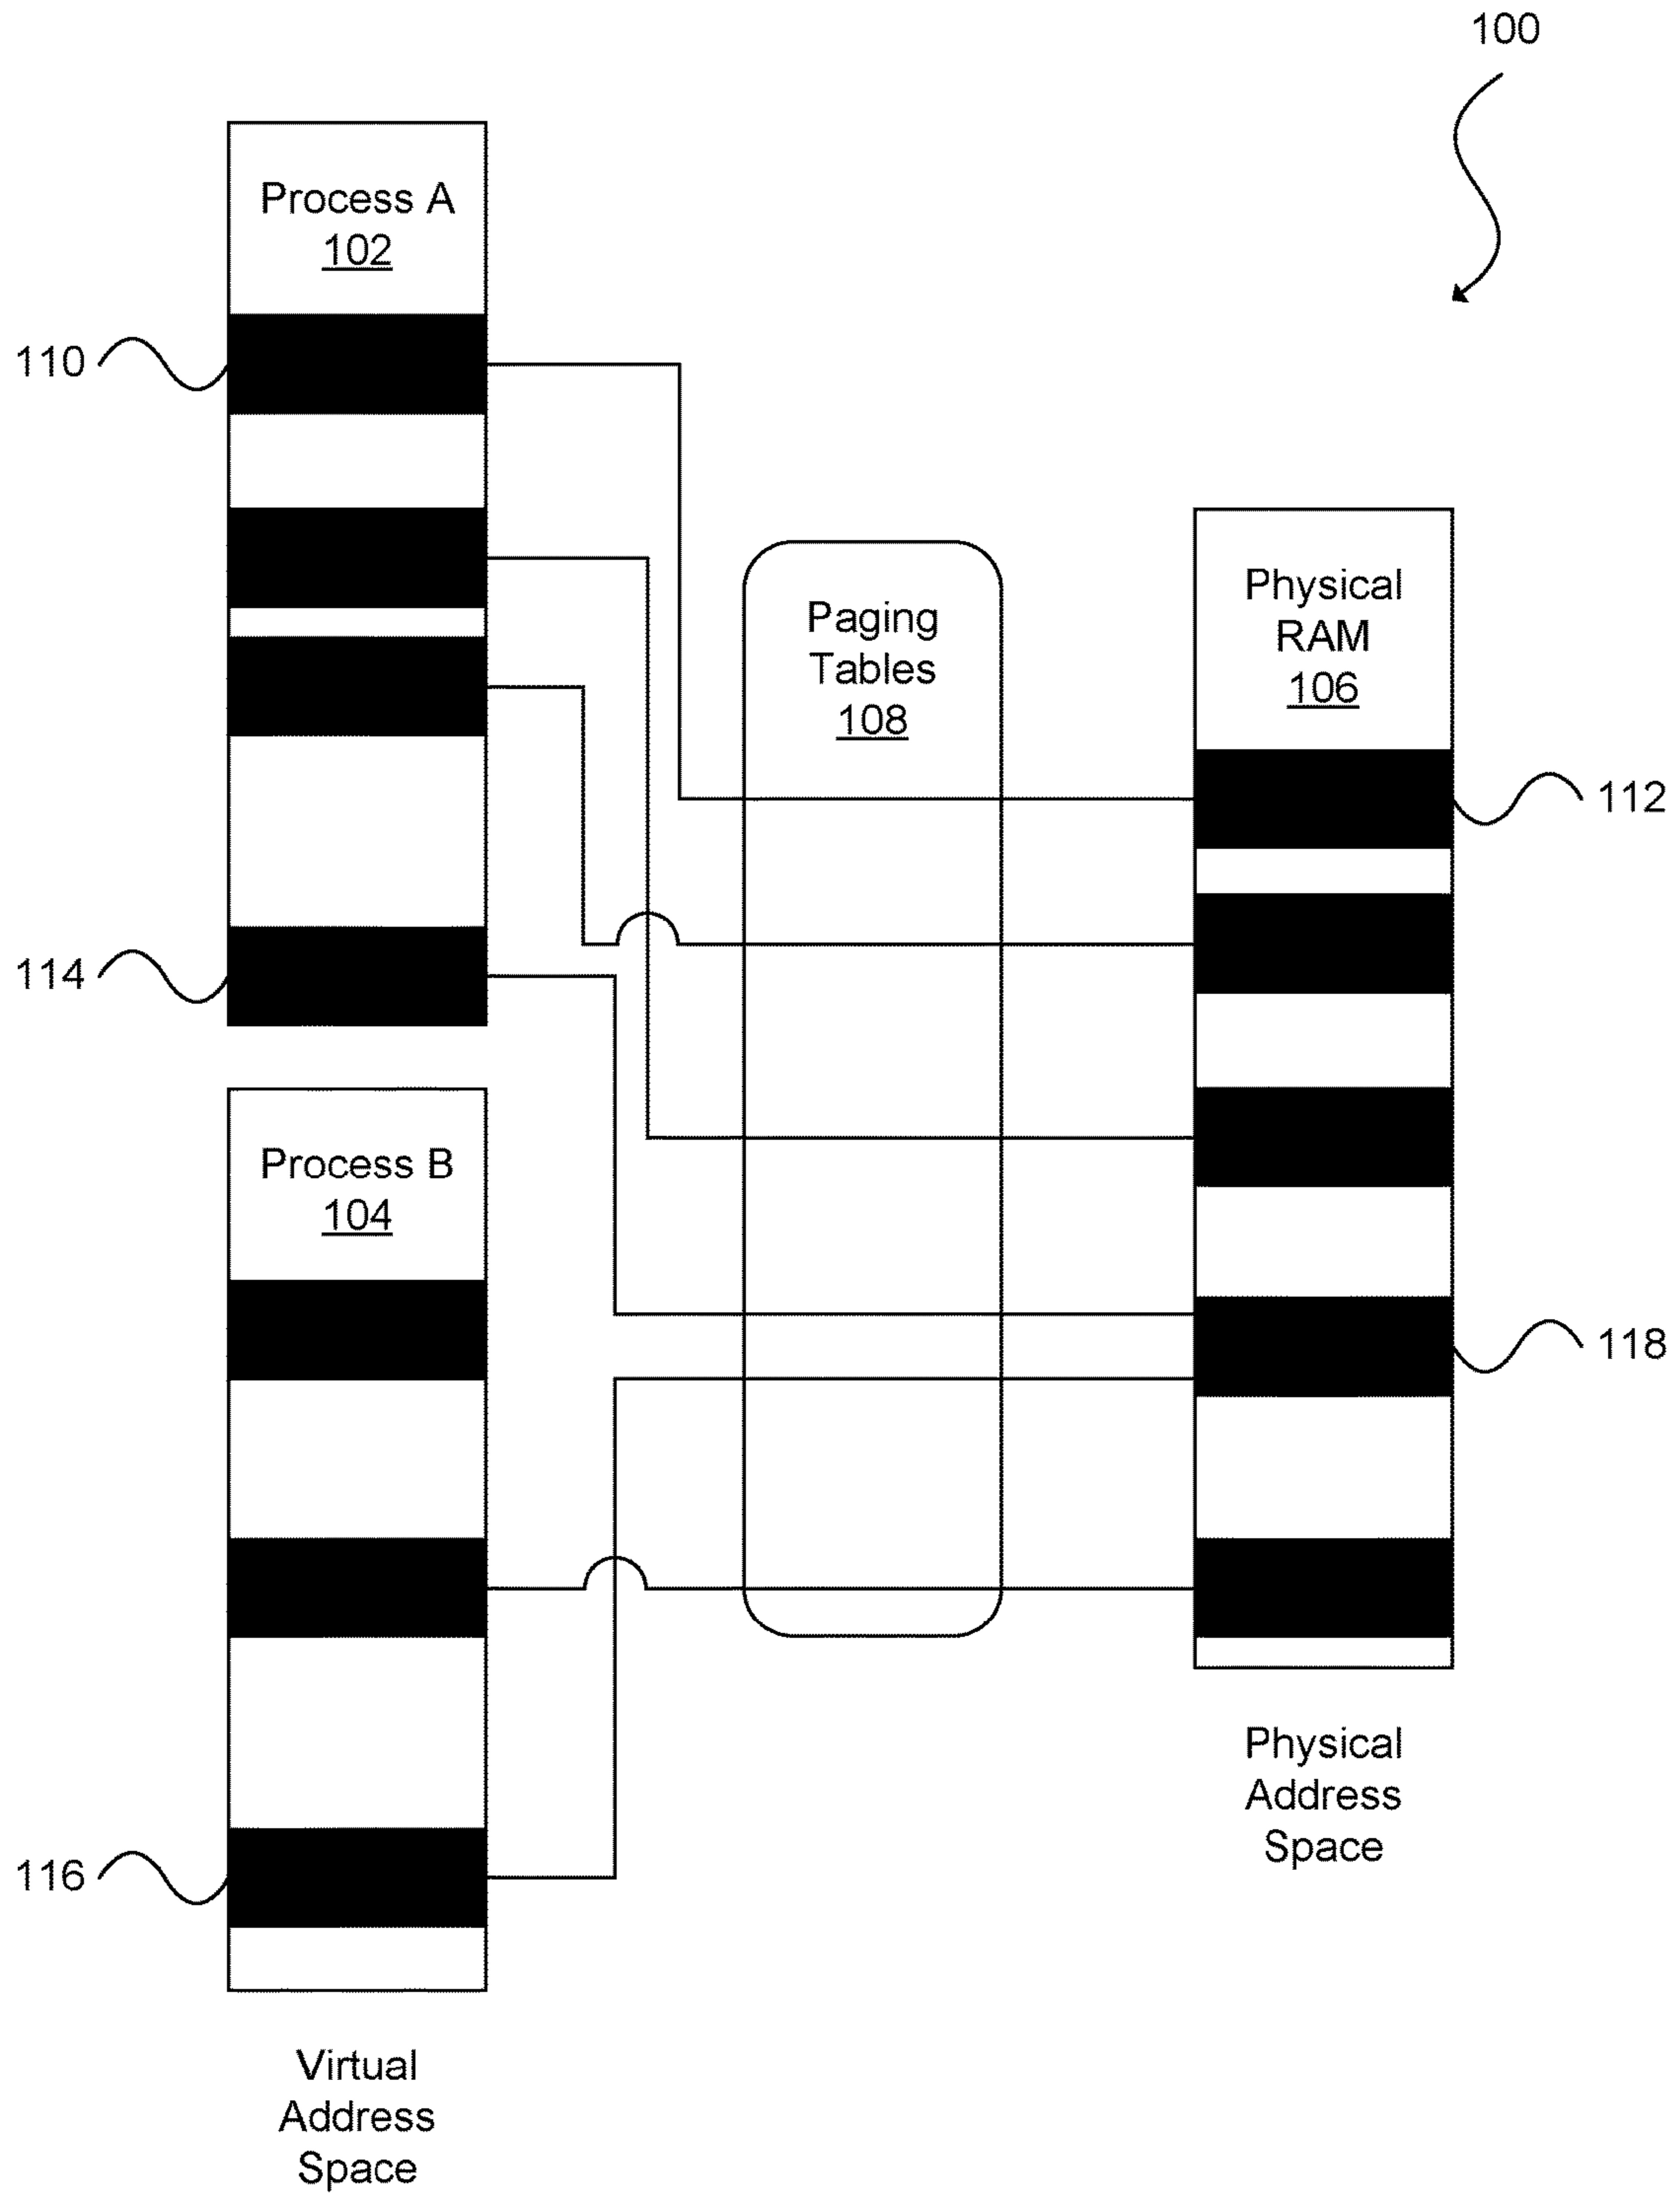 100
Process A
102
110
Paging
Tables
108
Physical
RAM
106
112
114
Process B
104
118
116
Physical
Address
Space
Virtual
Address
Space